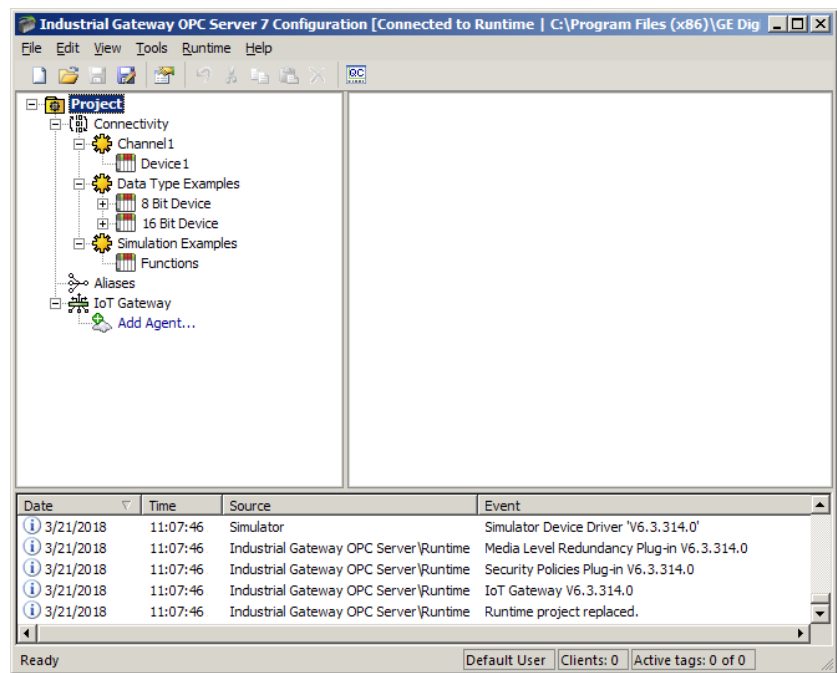 Industrial Gateway OPC Server 7 Configuration [Connected to Runtime | C:\Program Files (x86)\GE Dig
File Edit View Tools Runtime Help
QC
Project
Connectivity
Channel1
Device1
Data Type Examples
8 Bit Device
16 Bit Device
Simulation Examples
Functions
Aliases
IoT Gateway
Add Agent...
Date Time Source Event
3/21/2018 11:07:46 Simulator Simulator Device Driver 'V6.3.314.0'
3/21/2018 11:07:46 Industrial Gateway OPC Server\Runtime Media Level Redundancy Plug-in V6.3.314.0
3/21/2018 11:07:46 Industrial Gateway OPC Server\Runtime Security Policies Plug-in V6.3.314.0
3/21/2018 11:07:46 Industrial Gateway OPC Server\Runtime IoT Gateway V6.3.314.0
3/21/2018 11:07:46 Industrial Gateway OPC Server\Runtime Runtime project replaced.
Ready Default User Clients: 0 Active tags: 0 of 0